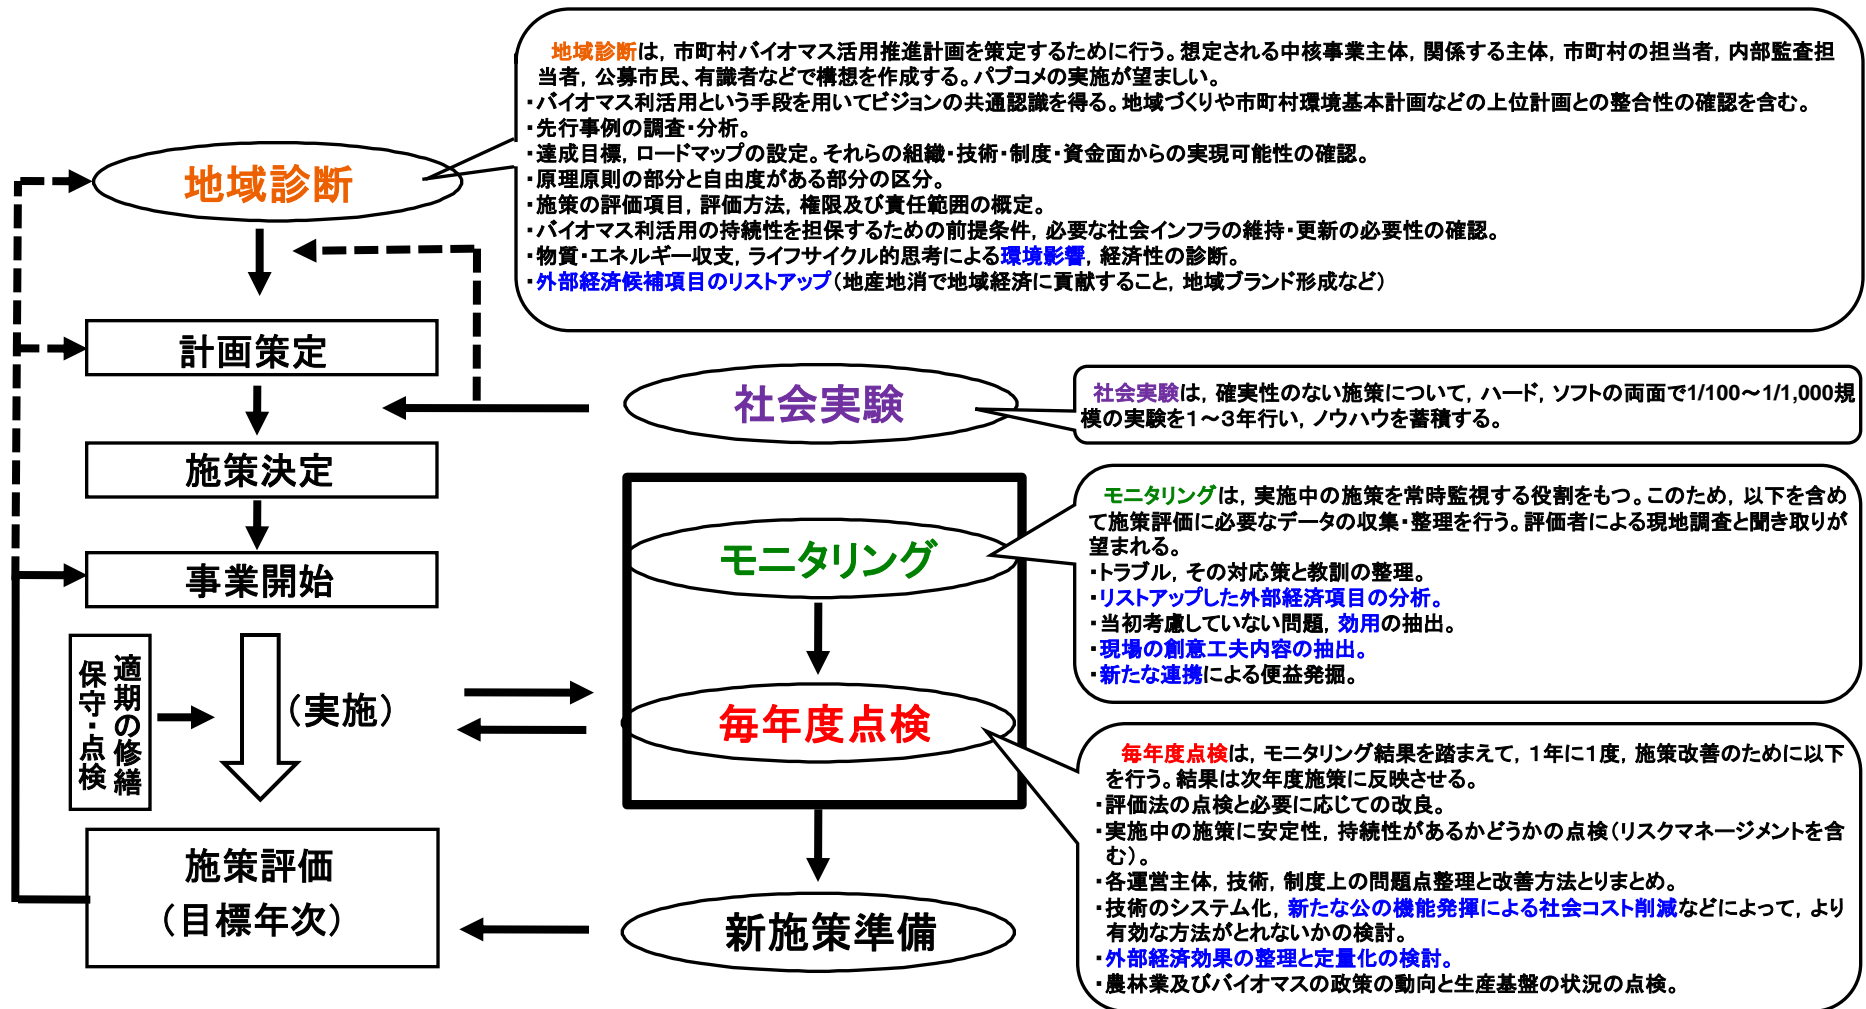 地域診断は，市町村バイオマス活用推進計画を策定するために行う。想定される中核事業主体，関係する主体，市町村の担当者，内部監査担
当者，公募市民、有識者などで構想を作成する。パブコメの実施が望ましい。
・バイオマス利活用という手段を用いてビジョンの共通認識を得る。地域づくりや市町村環境基本計画などの上位計画との整合性の確認を含む。
・先行事例の調査・分析。
・達成目標，ロードマップの設定。それらの組織・技術・制度・資金面からの実現可能性の確認。
・原理原則の部分と自由度がある部分の区分。
・施策の評価項目，評価方法，権限及び責任範囲の概定。
・バイオマス利活用の持続性を担保するための前提条件，必要な社会インフラの維持・更新の必要性の確認。
・物質・エネルギー収支，ライフサイクル的思考による環境影響，経済性の診断。
・外部経済候補項目のリストアップ（地産地消で地域経済に貢献すること，地域ブランド形成など）
地域診断
計画策定
施策決定
事業開始
適期の修繕
保守・点検
（実施）
施策評価
（目標年次）
社会実験
社会実験は，確実性のない施策について，ハード，ソフトの両面で1/100～1/1,000規
模の実験を１～３年行い，ノウハウを蓄積する。
モニタリング
モニタリングは，実施中の施策を常時監視する役割をもつ。このため，以下を含め
て施策評価に必要なデータの収集・整理を行う。評価者による現地調査と聞き取りが
望まれる。
・トラブル，その対応策と教訓の整理。
・リストアップした外部経済項目の分析。
・当初考慮していない問題，効用の抽出。
・現場の創意工夫内容の抽出。
・新たな連携による便益発掘。
毎年度点検
毎年度点検は，モニタリング結果を踏まえて，１年に１度，施策改善のために以下
を行う。結果は次年度施策に反映させる。
・評価法の点検と必要に応じての改良。
・実施中の施策に安定性，持続性があるかどうかの点検（リスクマネージメントを含
む）。
・各運営主体，技術，制度上の問題点整理と改善方法とりまとめ。
・技術のシステム化，新たな公の機能発揮による社会コスト削減などによって，より
有効な方法がとれないかの検討。
・外部経済効果の整理と定量化の検討。
・農林業及びバイオマスの政策の動向と生産基盤の状況の点検。
新施策準備